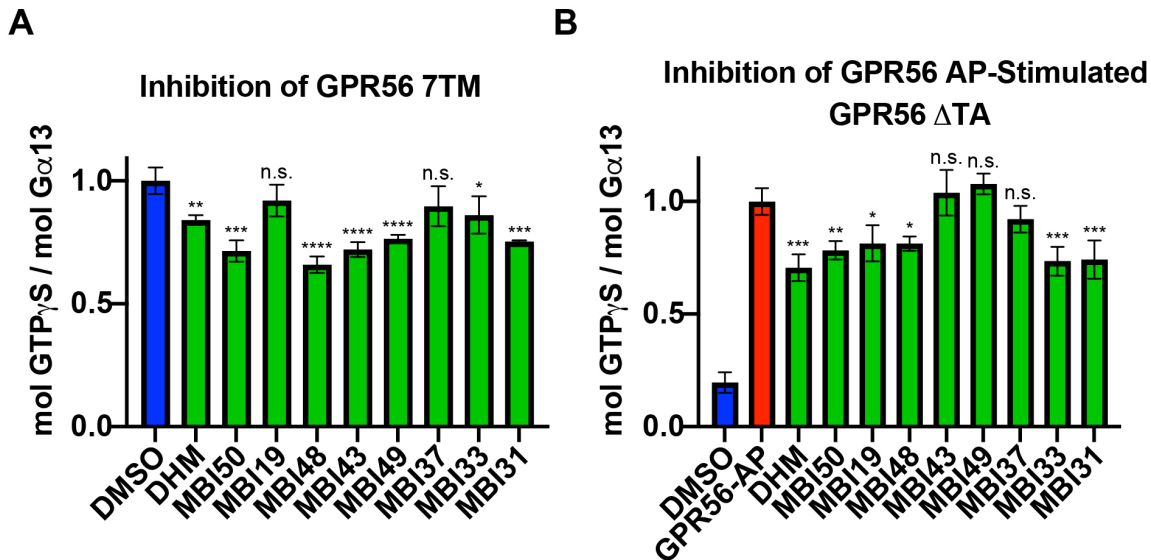 A
Inhibition of GPR56 7TM
mol GTPγS / mol Gα13
1.0
0.5
0.0
**
***
n.s.
****
****
****
n.s.
*
***
DMSO
DHM
MBI50
MBI19
MBI48
MBI43
MBI49
MBI37
MBI33
MBI31
B
Inhibition of GPR56 AP-Stimulated
GPR56 ΔTA
mol GTPγS / mol Gα13
1.0
0.5
0.0
***
**
*
*
n.s.
n.s.
n.s.
***
***
DMSO
GPR56-AP
DHM
MBI50
MBI19
MBI48
MBI43
MBI49
MBI37
MBI33
MBI31